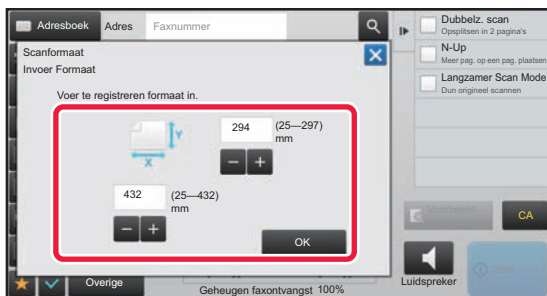 Adresboek Adres Faxnummer
Scanformaat
Invoer Formaat
Voer te registreren formaat in.
Y
X
294 (25—297)
mm
432 (25—432)
mm
OK
Dubbelz. scan
Opsplitsen in 2 pagina's
N-Up
Meer pag. op een pag. plaatsen
Langzamer Scan Mode
Dun origineel scannen
Voorbeeld-
CA
Luidspreker
Start
Overige
Geheugen faxontvangst 100%